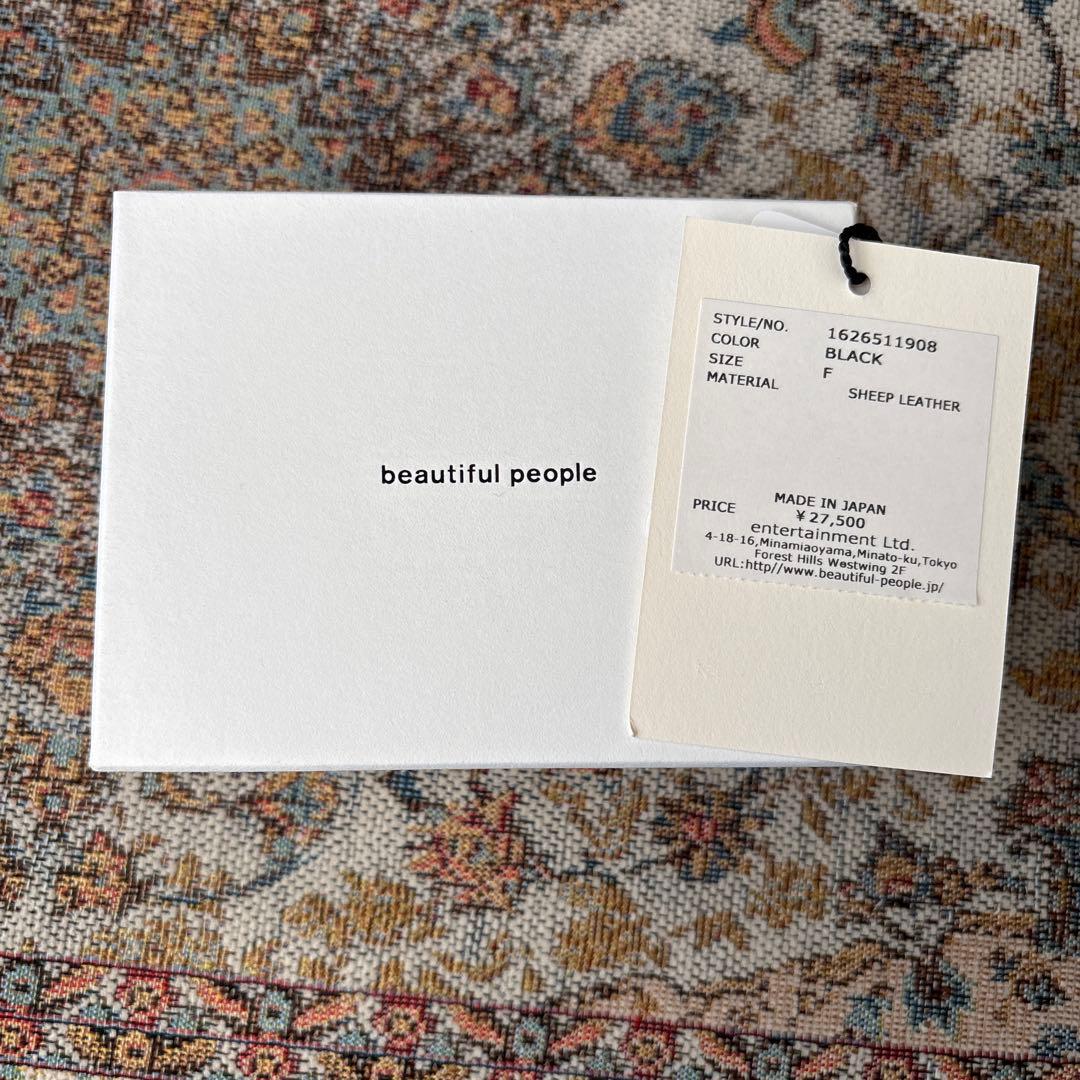 beautiful people
STYLE/NO. 1626511908
COLOR BLACK
SIZE F
MATERIAL SHEEP LEATHER
MADE IN JAPAN
PRICE ¥27,500
entertainment Ltd.
4-18-16,Minamiaoyama,Minato-ku,Tokyo
Forest Hills Westwing 2F
URL:http//www.beautiful-people.jp/